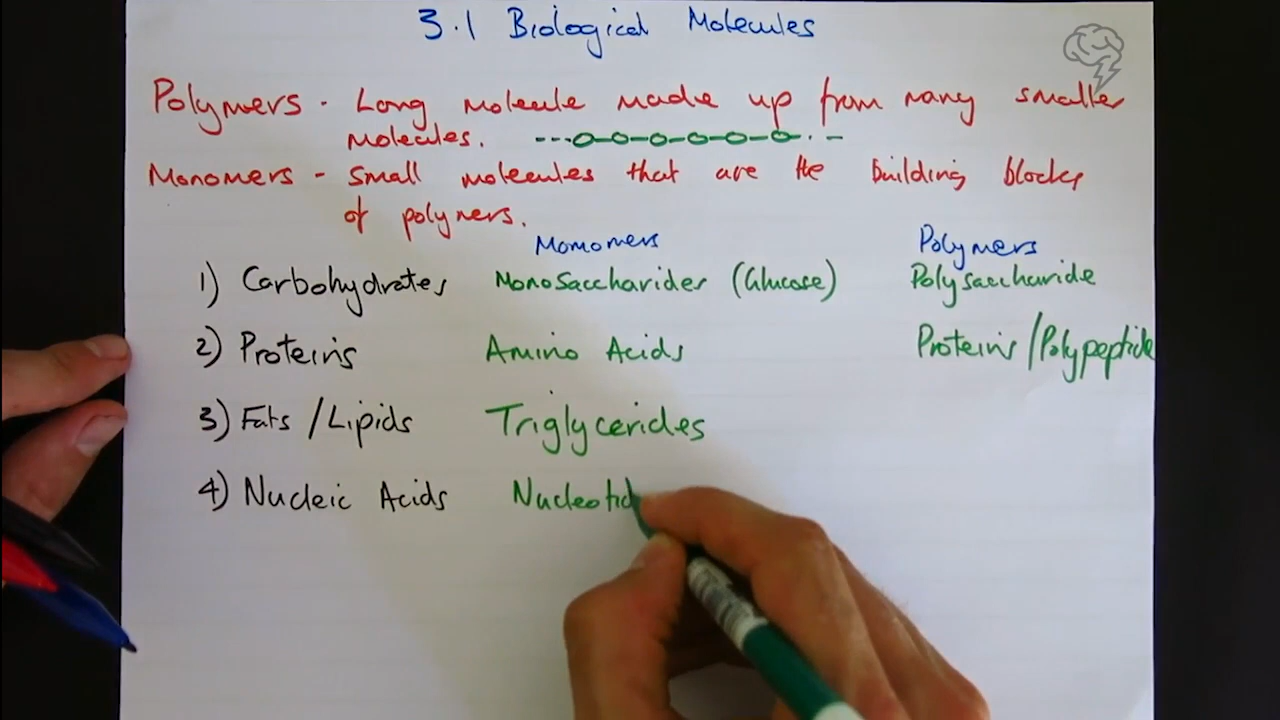 3.1 Biological Molecules
Polymers - Long molecule made up from many smaller
molecules.
Monomers - Small molecules that are the building blocks
of polymers.
Momomers Polymers
1) Carbohydrates Monosaccharides (Glucose) Polysaccharide
2) Proteins Amino Acids Proteins / Polypeptide
3) Fats / Lipids Triglycerides
4) Nucleic Acids Nucleotid